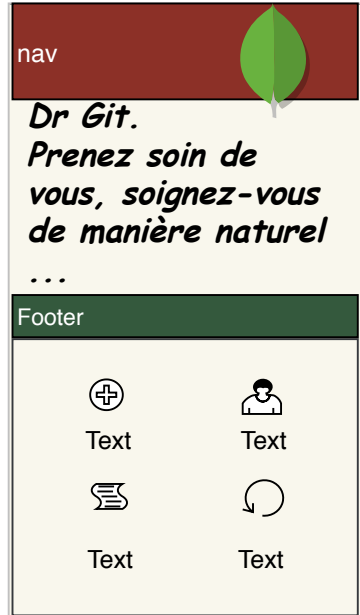 nav
Dr Git.
Prenez soin de
vous, soignez-vous
de manière naturel
...
Footer
Text Text
Text Text